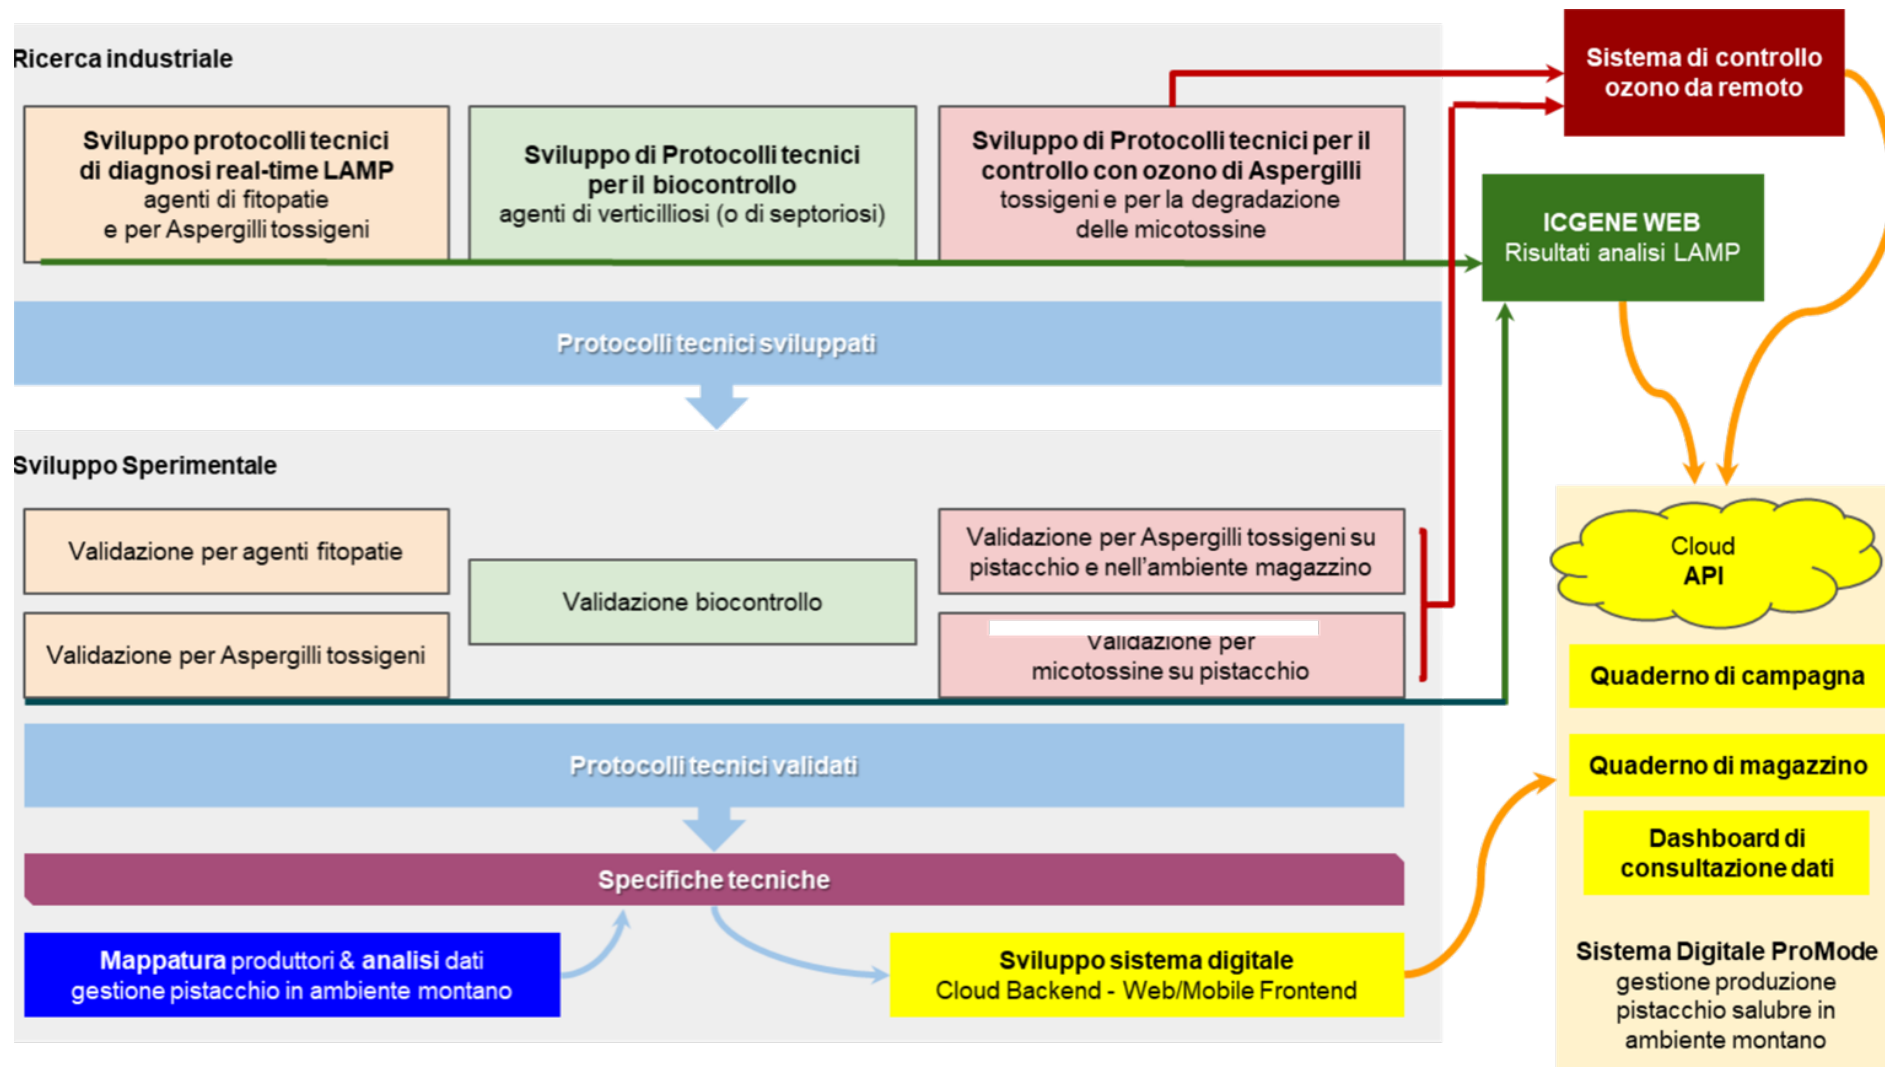 Ricerca industriale
Sviluppo protocolli tecnici
di diagnosi real-time LAMP
agenti di fitopatie
e per Aspergilli tossigeni
Sviluppo di Protocolli tecnici
per il biocontrollo
agenti di verticilliosi (o di septoriosi)
Sviluppo di Protocolli tecnici per il
controllo con ozono di Aspergilli
tossigeni e per la degradazione
delle micotossine
Sistema di controllo
ozono da remoto
ICGENE WEB
Risultati analisi LAMP
Protocolli tecnici sviluppati
Sviluppo Sperimentale
Validazione per agenti fitopatie
Validazione per Aspergilli tossigeni
Validazione biocontrollo
Validazione per Aspergilli tossigeni su
pistacchio e nell'ambiente magazzino
Validazione per
micotossine su pistacchio
Protocolli tecnici validati
Specifiche tecniche
Mappatura produttori & analisi dati
gestione pistacchio in ambiente montano
Sviluppo sistema digitale
Cloud Backend - Web/Mobile Frontend
Cloud
API
Quaderno di campagna
Quaderno di magazzino
Dashboard di
consultazione dati
Sistema Digitale ProMode
gestione produzione
pistacchio salubre in
ambiente montano